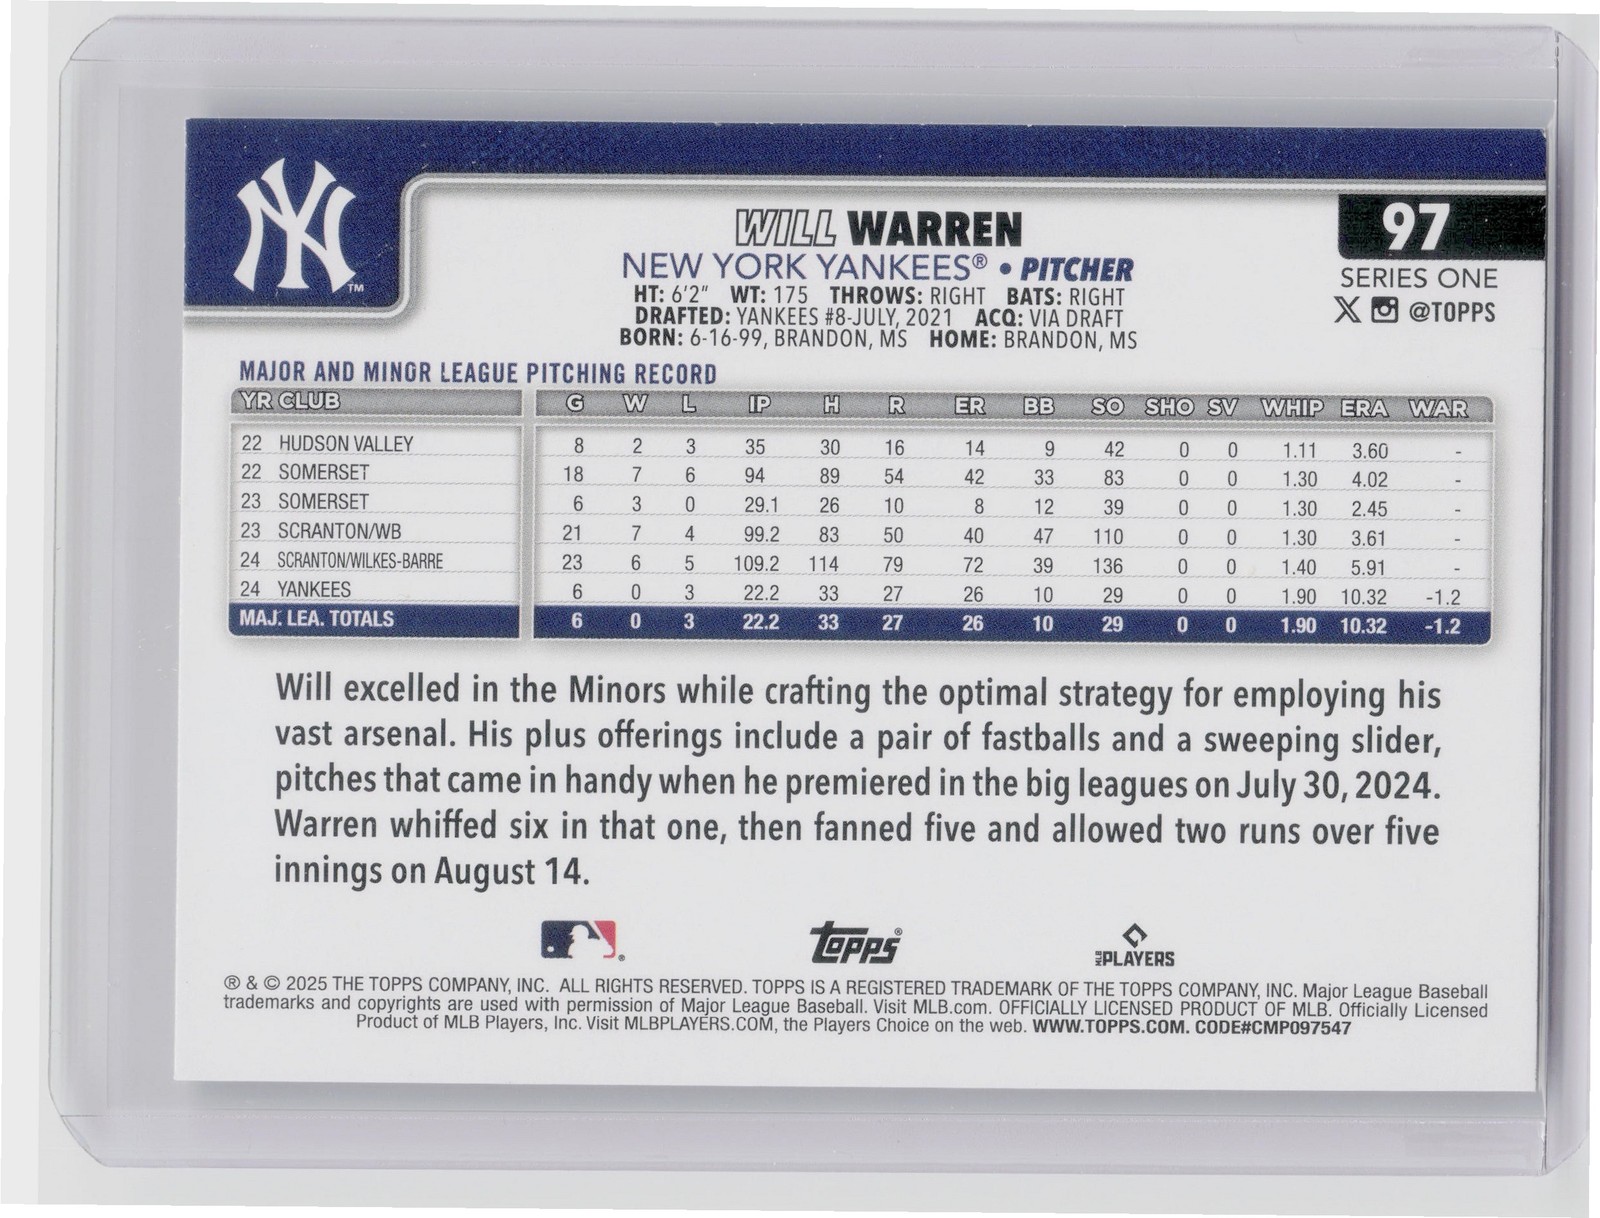 NY
TM
WILL WARREN
NEW YORK YANKEES® • PITCHER
HT: 6'2" WT: 175 THROWS: RIGHT BATS: RIGHT
DRAFTED: YANKEES #8-JULY, 2021 ACQ: VIA DRAFT
BORN: 6-16-99, BRANDON, MS HOME: BRANDON, MS
97
SERIES ONE
X @TOPPS
MAJOR AND MINOR LEAGUE PITCHING RECORD
YR CLUB G W L IP H R ER BB SO SHO SV WHIP ERA WAR
22 HUDSON VALLEY 8 2 3 35 30 16 14 9 42 0 0 1.11 3.60 -
22 SOMERSET 18 7 6 94 89 54 42 33 83 0 0 1.30 4.02 -
23 SOMERSET 6 3 0 29.1 26 10 8 12 39 0 0 1.30 2.45 -
23 SCRANTON/WB 21 7 4 99.2 83 50 40 47 110 0 0 1.30 3.61 -
24 SCRANTON/WILKES-BARRE 23 6 5 109.2 114 79 72 39 136 0 0 1.40 5.91 -
24 YANKEES 6 0 3 22.2 33 27 26 10 29 0 0 1.90 10.32 -1.2
MAJ. LEA. TOTALS 6 0 3 22.2 33 27 26 10 29 0 0 1.90 10.32 -1.2
Will excelled in the Minors while crafting the optimal strategy for employing his
vast arsenal. His plus offerings include a pair of fastballs and a sweeping slider,
pitches that came in handy when he premiered in the big leagues on July 30, 2024.
Warren whiffed six in that one, then fanned five and allowed two runs over five
innings on August 14.
® topps® MLB PLAYERS
® & © 2025 THE TOPPS COMPANY, INC. ALL RIGHTS RESERVED. TOPPS IS A REGISTERED TRADEMARK OF THE TOPPS COMPANY, INC. Major League Baseball
trademarks and copyrights are used with permission of Major League Baseball. Visit MLB.com. OFFICIALLY LICENSED PRODUCT OF MLB. Officially Licensed
Product of MLB Players, Inc. Visit MLBPLAYERS.COM, the Players Choice on the web. WWW.TOPPS.COM. CODE#CMP097547